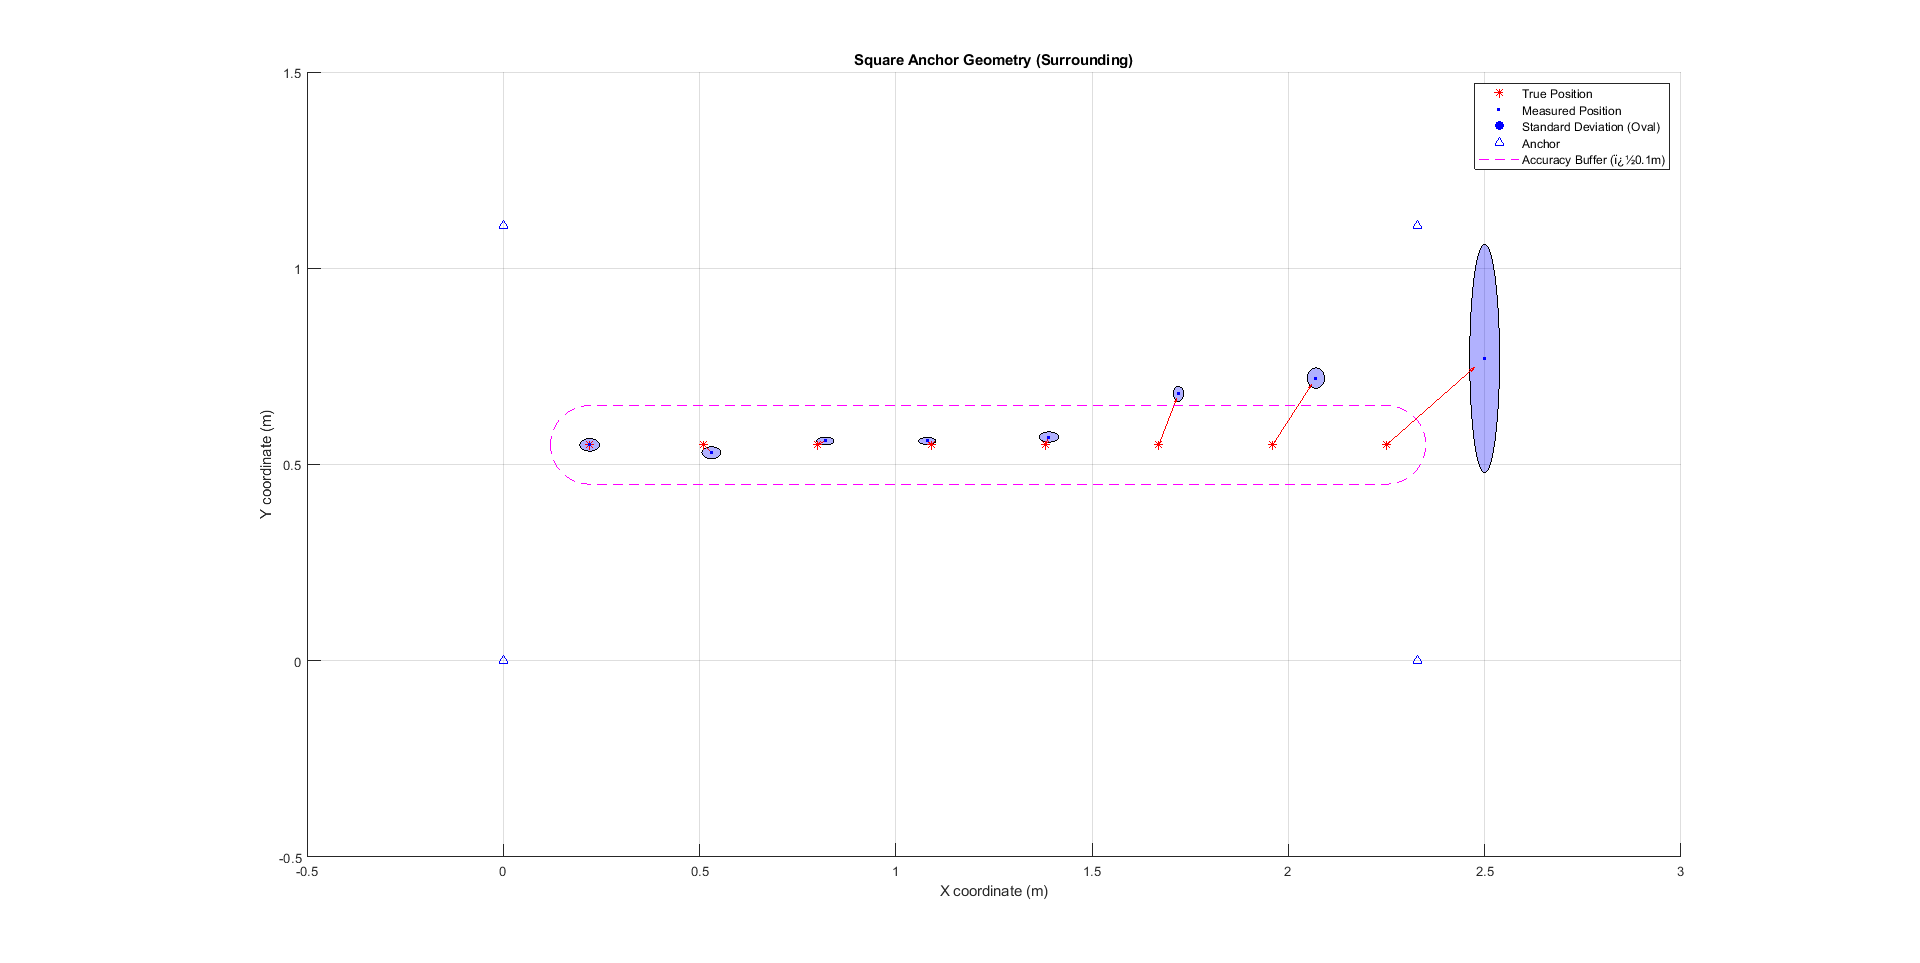 Square Anchor Geometry (Surrounding)
True Position
Measured Position
Standard Deviation (Oval)
Anchor
Accuracy Buffer (ï¿½0.1m)
1.5
1
0.5
0
-0.5
Y coordinate (m)
-0.5
0
0.5
1
1.5
2
2.5
3
X coordinate (m)